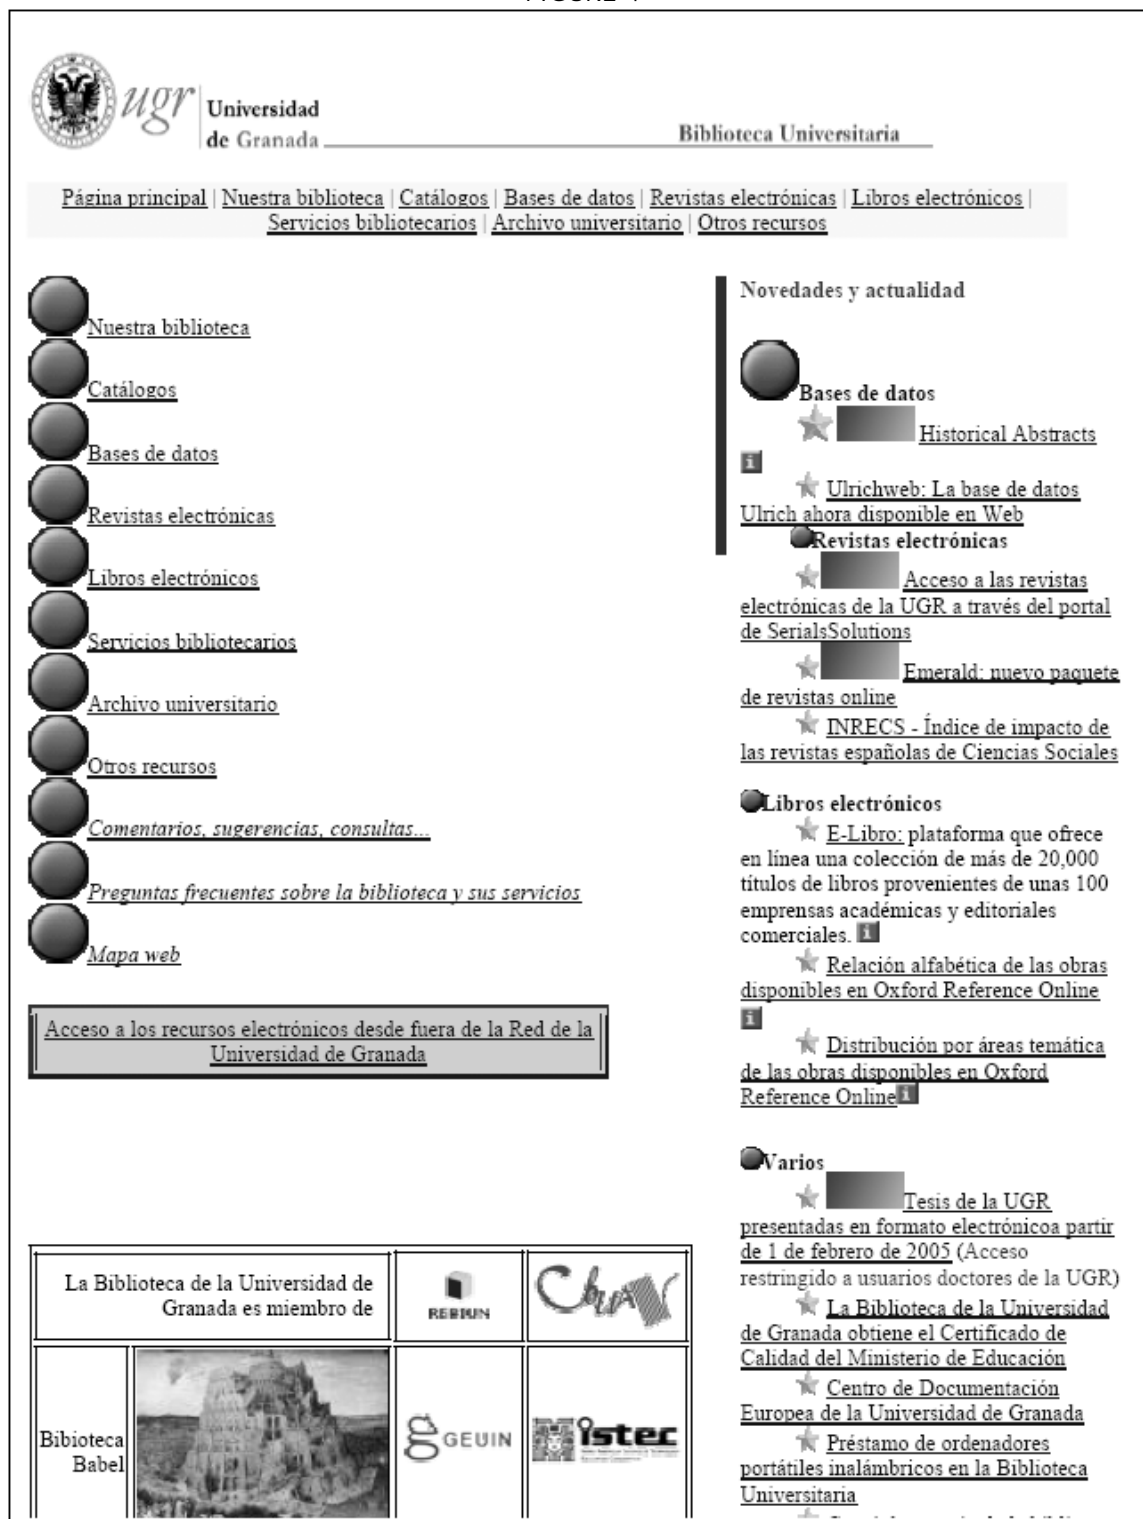 ugr Universidad
de Granada
Biblioteca Universitaria
Página principal | Nuestra biblioteca | Catálogos | Bases de datos | Revistas electrónicas | Libros electrónicos |
Servicios bibliotecarios | Archivo universitario | Otros recursos
Nuestra biblioteca
Catálogos
Bases de datos
Revistas electrónicas
Libros electrónicos
Servicios bibliotecarios
Archivo universitario
Otros recursos
Comentarios, sugerencias, consultas...
Preguntas frecuentes sobre la biblioteca y sus servicios
Mapa web
Acceso a los recursos electrónicos desde fuera de la Red de la
Universidad de Granada
La Biblioteca de la Universidad de
Granada es miembro de
REBIUN
CBUA
Bibioteca
Babel
GEUIN
istec
Novedades y actualidad
Bases de datos
Historical Abstracts
i
Ulrichweb: La base de datos
Ulrich ahora disponible en Web
Revistas electrónicas
Acceso a las revistas
electrónicas de la UGR a través del portal
de SerialsSolutions
Emerald: nuevo paquete
de revistas online
INRECS - Índice de impacto de
las revistas españolas de Ciencias Sociales
Libros electrónicos
E-Libro: plataforma que ofrece
en línea una colección de más de 20,000
títulos de libros provenientes de unas 100
emprensas académicas y editoriales
comerciales. i
Relación alfabética de las obras
disponibles en Oxford Reference Online
i
Distribución por áreas temática
de las obras disponibles en Oxford
Reference Online i
Varios
Tesis de la UGR
presentadas en formato electrónicoa partir
de 1 de febrero de 2005 (Acceso
restringido a usuarios doctores de la UGR)
La Biblioteca de la Universidad
de Granada obtiene el Certificado de
Calidad del Ministerio de Educación
Centro de Documentación
Europea de la Universidad de Granada
Préstamo de ordenadores
portátiles inalámbricos en la Biblioteca
Universitaria